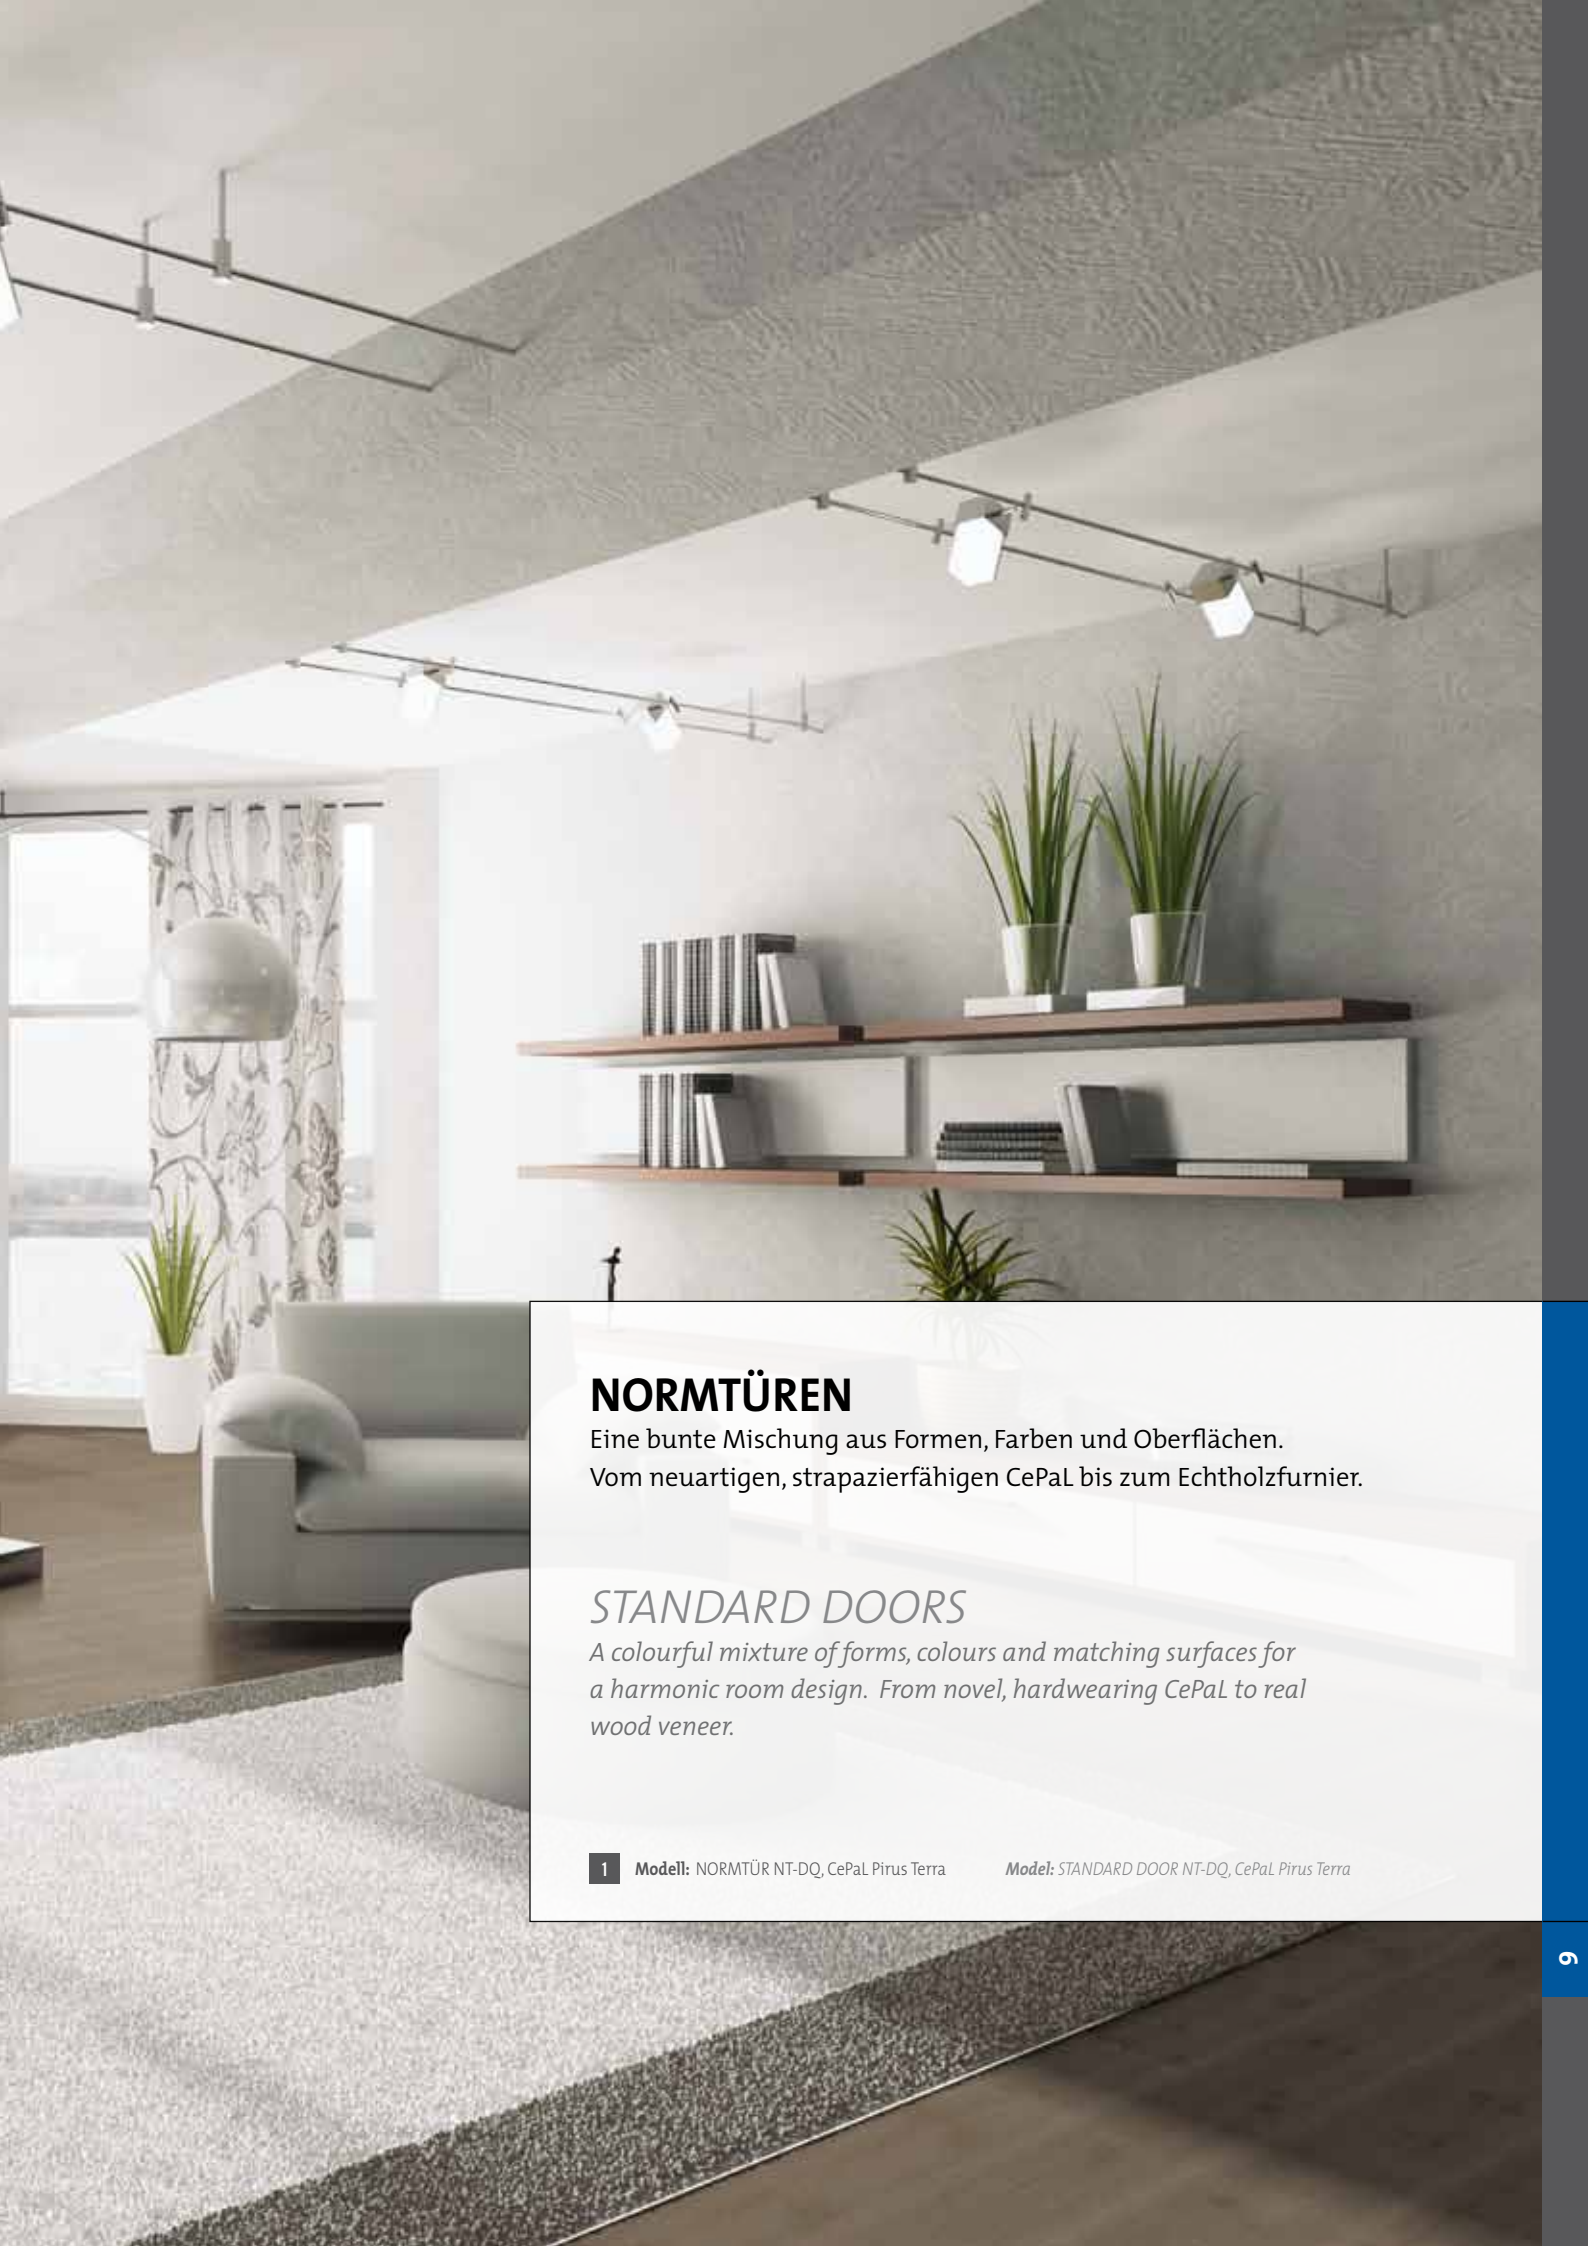 NORMTÜREN
Eine bunte Mischung aus Formen, Farben und Oberflächen.
Vom neuartigen, strapazierfähigen CePaL bis zum Echtholzfurnier.
STANDARD DOORS
A colourful mixture of forms, colours and matching surfaces for
a harmonic room design. From novel, hardwearing CePaL to real
wood veneer.
1 Modell: NORMTÜR NT-DQ, CePaL Pirus Terra Model: STANDARD DOOR NT-DQ, CePaL Pirus Terra
9